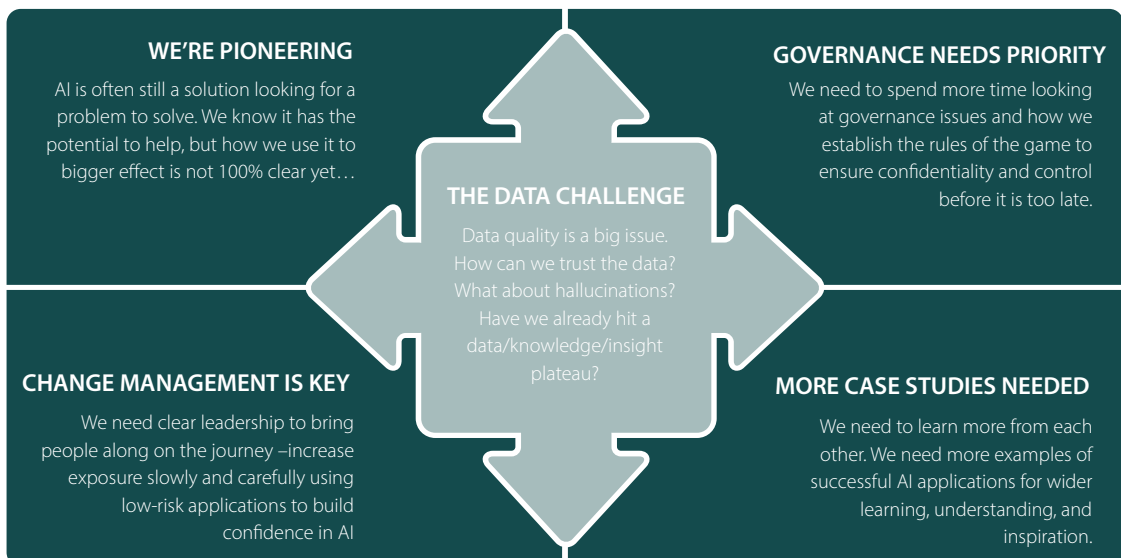 WE’RE PIONEERING
AI is often still a solution looking for a
problem to solve. We know it has the
potential to help, but how we use it to
bigger effect is not 100% clear yet…
GOVERNANCE NEEDS PRIORITY
We need to spend more time looking
at governance issues and how we
establish the rules of the game to
ensure confidentiality and control
before it is too late.
THE DATA CHALLENGE
Data quality is a big issue.
How can we trust the data?
What about hallucinations?
Have we already hit a
data/knowledge/insight
plateau?
CHANGE MANAGEMENT IS KEY
We need clear leadership to bring
people along on the journey –increase
exposure slowly and carefully using
low-risk applications to build
confidence in AI
MORE CASE STUDIES NEEDED
We need to learn more from each
other. We need more examples of
successful AI applications for wider
learning, understanding, and
inspiration.